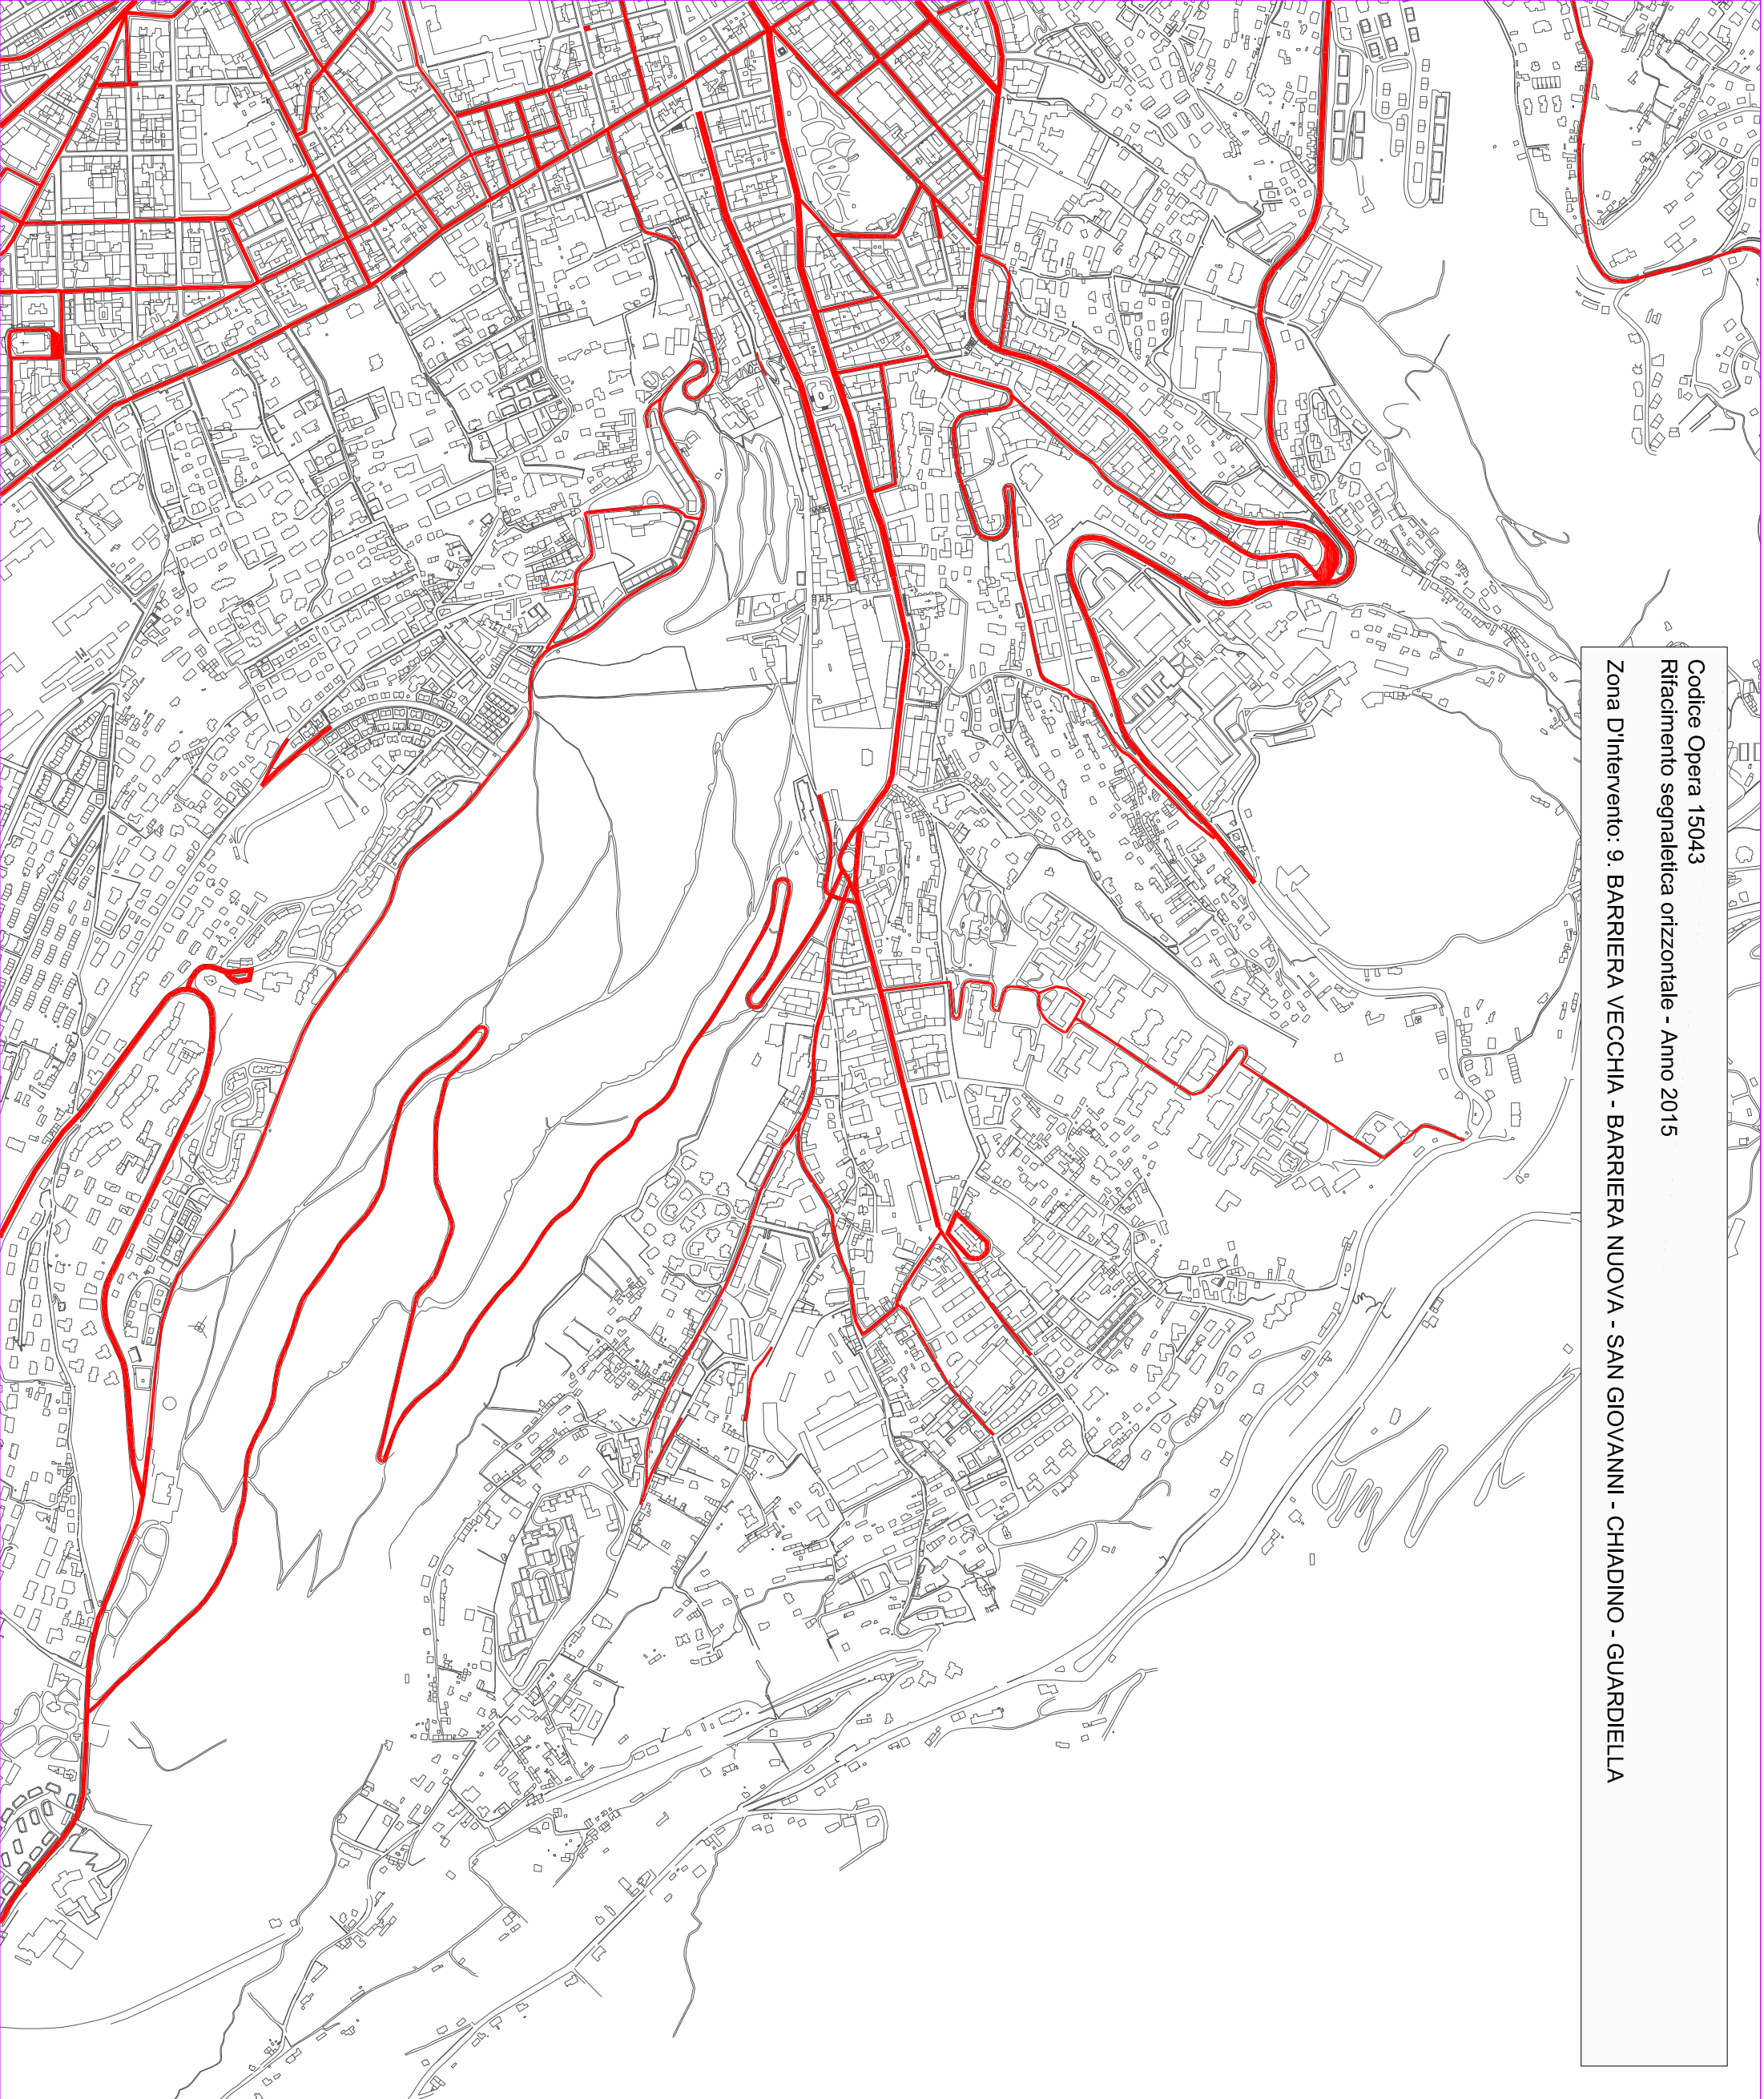 Codice Opera 15043
Rifacimento segnaletica orizzontale - Anno 2015
Zona D'Intervento: 9. BARRIERA VECCHIA - BARRIERA NUOVA - SAN GIOVANNI - CHIADINO - GUARDIELLA